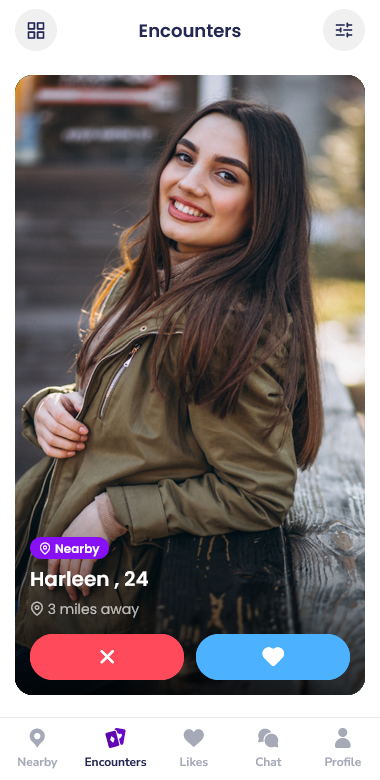 Encounters
Nearby
Harleen , 24
3 miles away
Nearby
Encounters
Likes
Chat
Profile